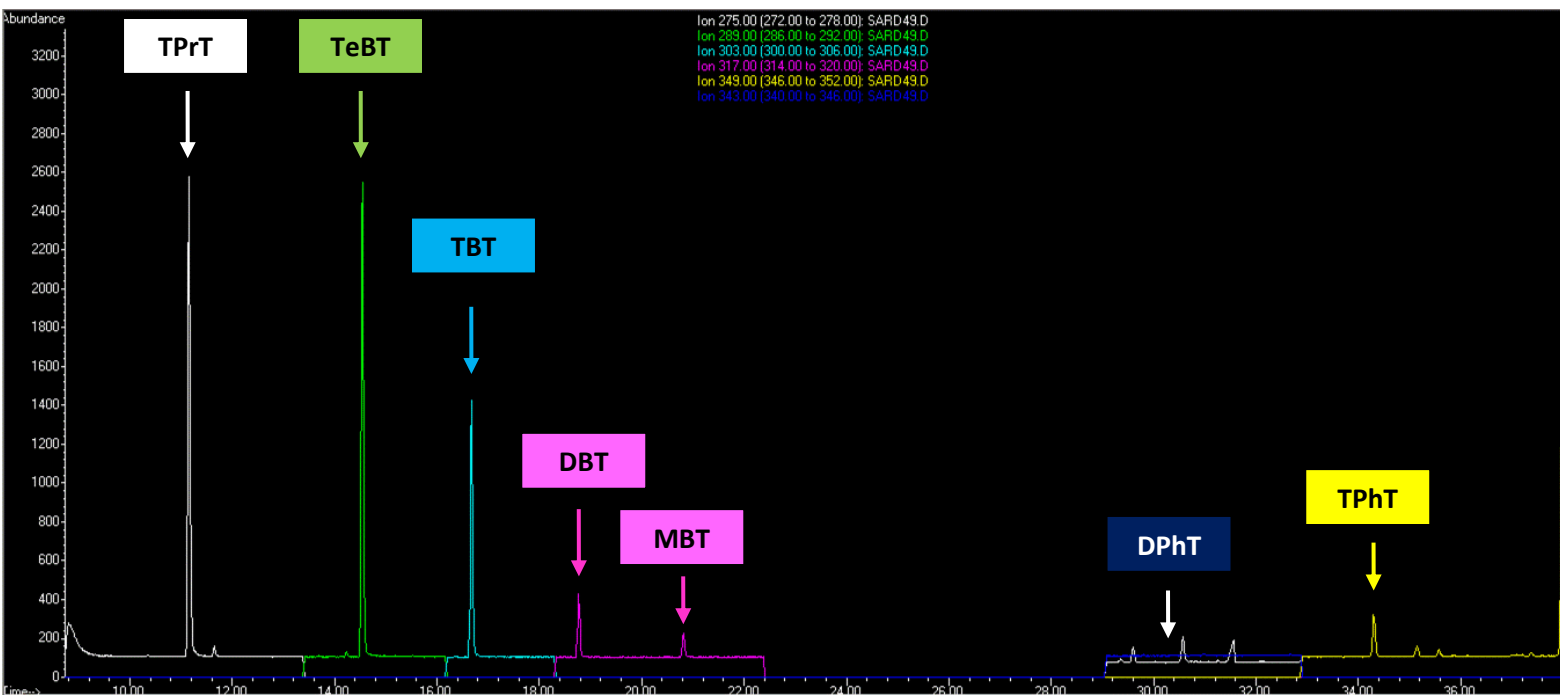 Abundance
Ion 275.00 (272.00 to 278.00): SARD49.D
Ion 289.00 (286.00 to 292.00): SARD49.D
Ion 303.00 (300.00 to 306.00): SARD49.D
Ion 317.00 (314.00 to 320.00): SARD49.D
Ion 349.00 (346.00 to 352.00): SARD49.D
Ion 343.00 (340.00 to 346.00): SARD49.D
TPrT
TeBT
TBT
DBT
MBT
DPhT
TPhT
3200
3000
2800
2600
2400
2200
2000
1800
1600
1400
1200
1000
800
600
400
200
0
Time-->
10.00 12.00 14.00 16.00 18.00 20.00 22.00 24.00 26.00 28.00 30.00 32.00 34.00 36.00